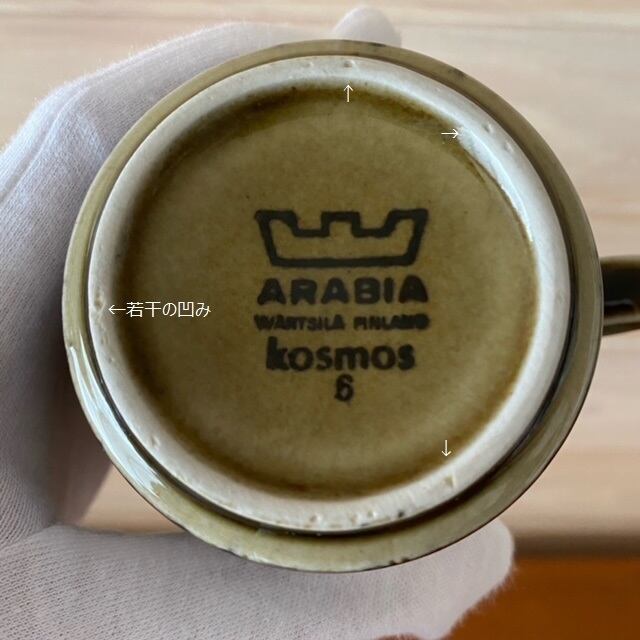 ↑
→
←若干の凹み
ARABIA
WÄRTSILÄ FINLAND
kosmos
6
↓